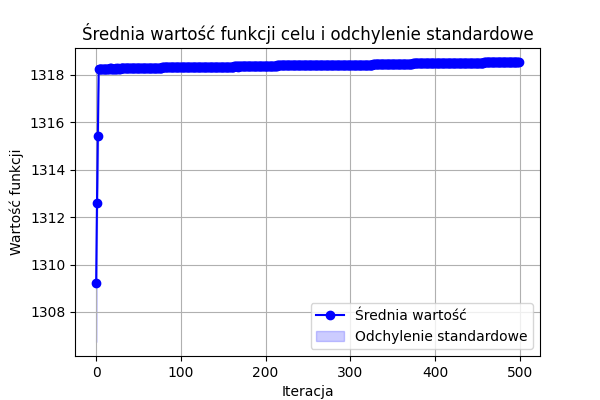 Średnia wartość funkcji celu i odchylenie standardowe
Wartość funkcji
1318
1316
1314
1312
1310
1308
0 100 200 300 400 500
Iteracja
Średnia wartość
Odchylenie standardowe